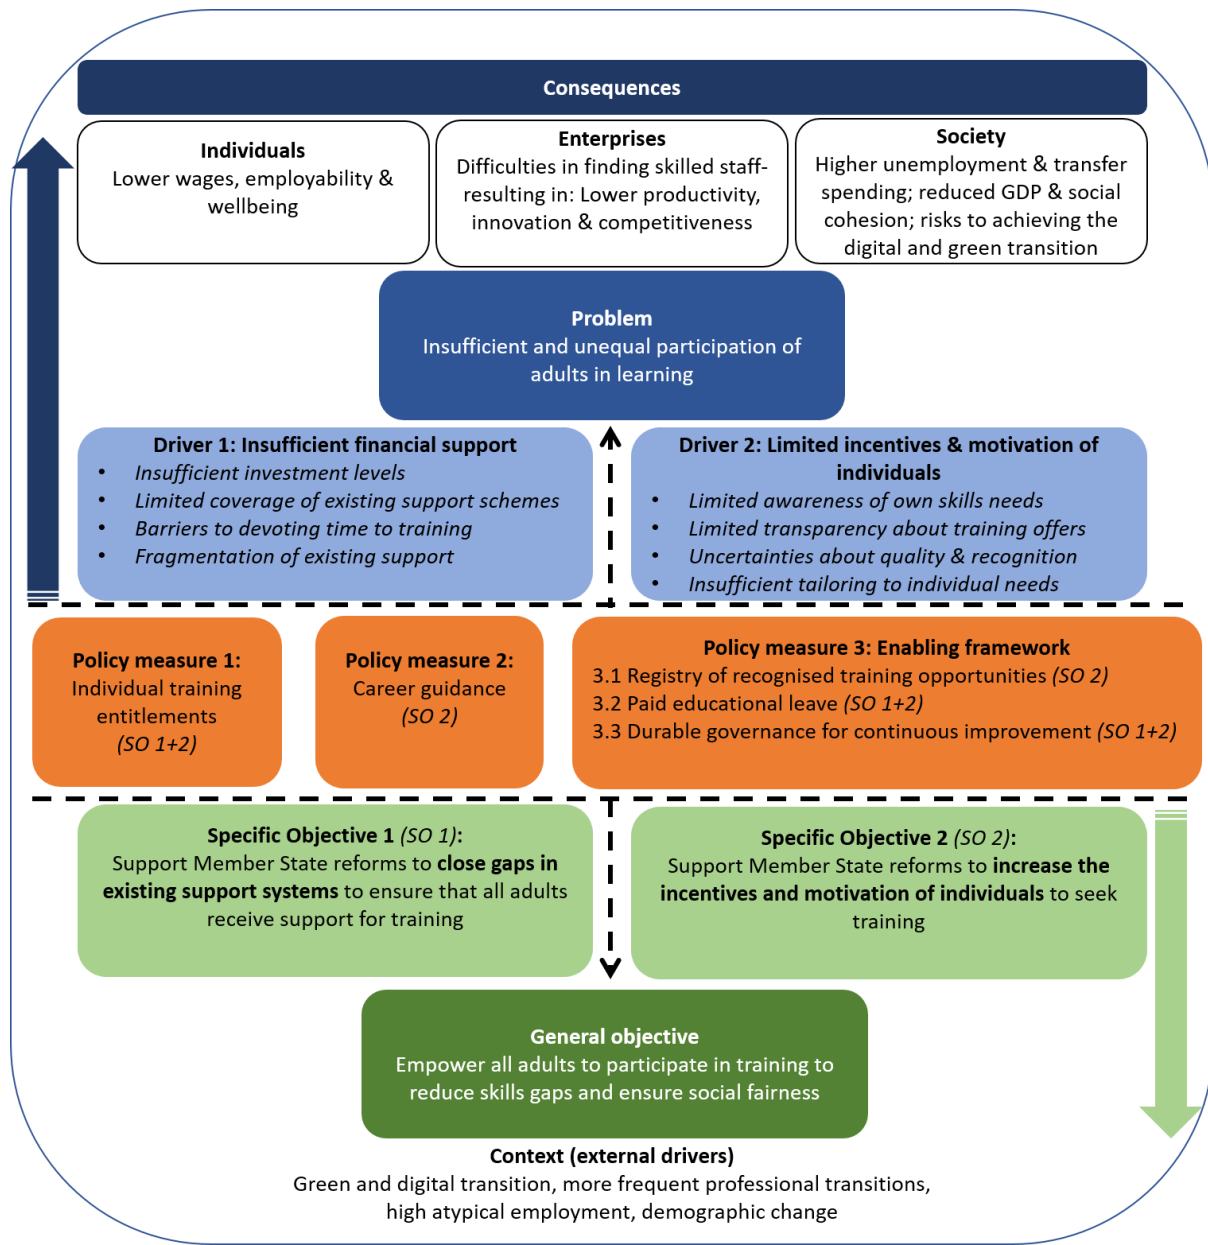 Consequences
Individuals
Lower wages, employability &
wellbeing
Enterprises
Difficulties in finding skilled staff-
resulting in: Lower productivity,
innovation & competitiveness
Society
Higher unemployment & transfer
spending; reduced GDP & social
cohesion; risks to achieving the
digital and green transition
Problem
Insufficient and unequal participation of
adults in learning
Driver 1: Insufficient financial support
• Insufficient investment levels
• Limited coverage of existing support schemes
• Barriers to devoting time to training
• Fragmentation of existing support
Driver 2: Limited incentives & motivation of
individuals
• Limited awareness of own skills needs
• Limited transparency about training offers
• Uncertainties about quality & recognition
• Insufficient tailoring to individual needs
Policy measure 1:
Individual training
entitlements
(SO 1+2)
Policy measure 2:
Career guidance
(SO 2)
Policy measure 3: Enabling framework
3.1 Registry of recognised training opportunities (SO 2)
3.2 Paid educational leave (SO 1+2)
3.3 Durable governance for continuous improvement (SO 1+2)
Specific Objective 1 (SO 1):
Support Member State reforms to close gaps in
existing support systems to ensure that all adults
receive support for training
Specific Objective 2 (SO 2):
Support Member State reforms to increase the
incentives and motivation of individuals to seek
training
General objective
Empower all adults to participate in training to
reduce skills gaps and ensure social fairness
Context (external drivers)
Green and digital transition, more frequent professional transitions,
high atypical employment, demographic change